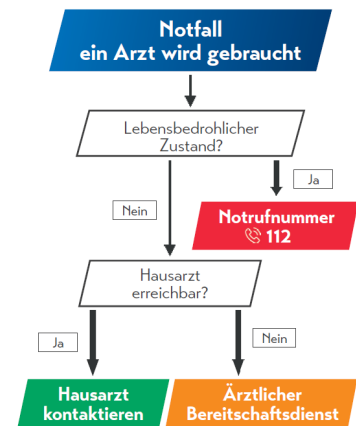 Notfall
ein Arzt wird gebraucht
Lebensbedrohlicher
Zustand?
Ja
Nein
Notrufnummer
112
Hausarzt
erreichbar?
Ja
Nein
Hausarzt
kontaktieren
Ärztlicher
Bereitschaftsdienst